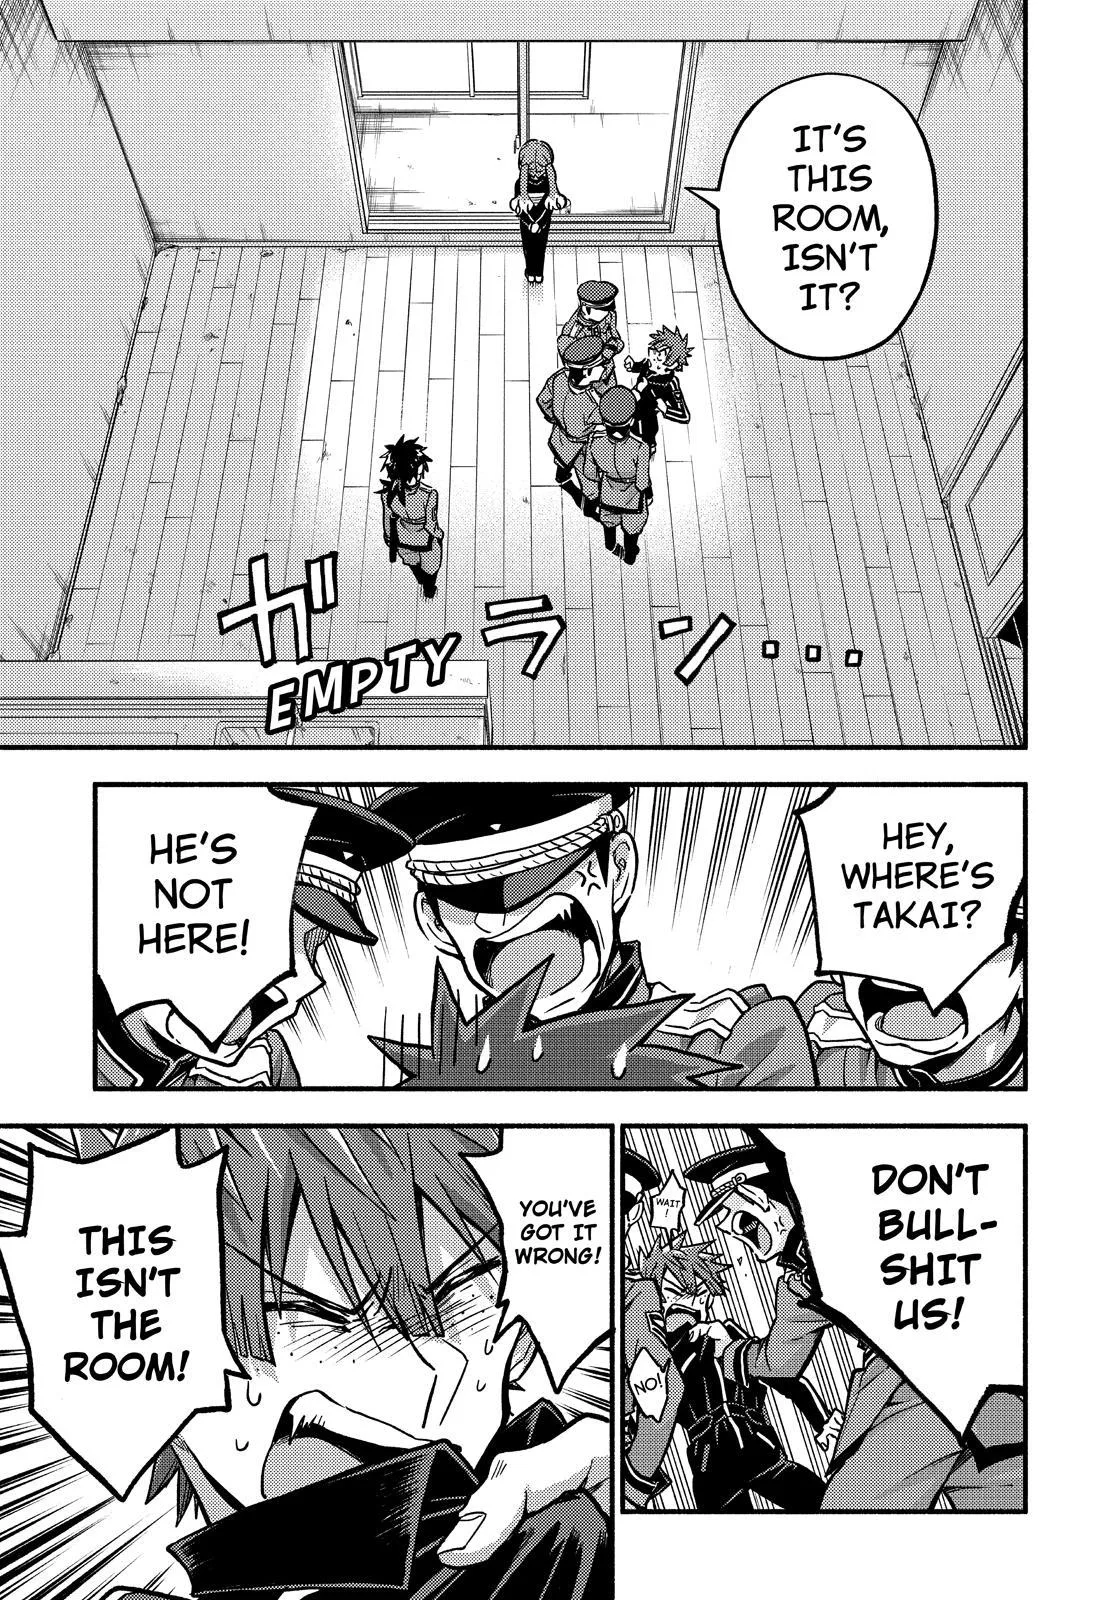 IT'S
THIS
ROOM,
ISN'T
IT?
ガラン...
EMPTY
HEY,
WHERE'S
TAKAI?
HE'S
NOT
HERE!
DON'T
BULL-
SHIT
US!
WAIT
!
NO!
YOU'VE
GOT IT
WRONG!
THIS
ISN'T
THE
ROOM!